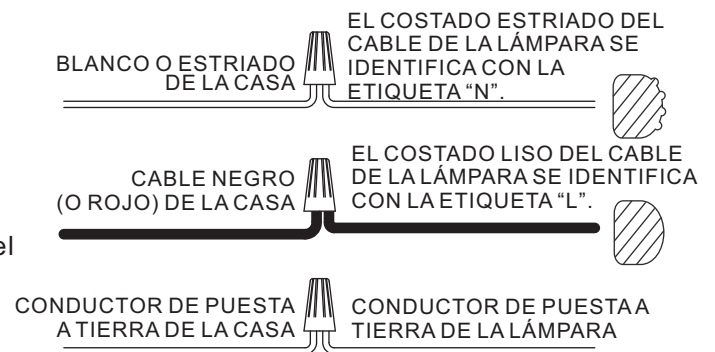 BLANCO O ESTRIADO
DE LA CASA
EL COSTADO ESTRIADO DEL
CABLE DE LA LÁMPARA SE
IDENTIFICA CON LA
ETIQUETA “N”.
CABLE NEGRO
(O ROJO) DE LA CASA
EL COSTADO LISO DEL CABLE
DE LA LÁMPARA SE IDENTIFICA
CON LA ETIQUETA “L”.
el
CONDUCTOR DE PUESTA
A TIERRA DE LA CASA
CONDUCTOR DE PUESTA A
TIERRA DE LA LÁMPARA